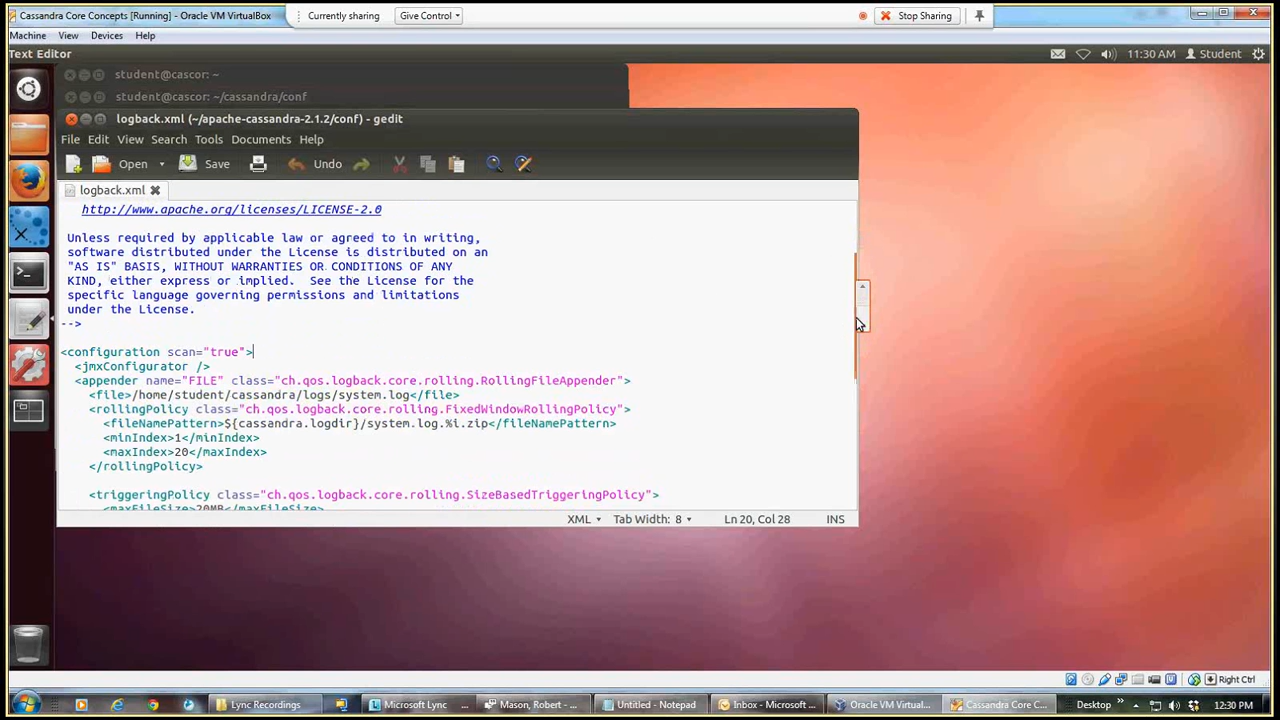 Cassandra Core Concepts [Running] - Oracle VM VirtualBox
Currently sharing
Give Control
Stop Sharing
Machine View Devices Help
Text Editor
11:30 AM
Student
student@cascor: ~
student@cascor: ~/cassandra/conf
logback.xml (~/apache-cassandra-2.1.2/conf) - gedit
File Edit View Search Tools Documents Help
Open Save Undo
logback.xml
http://www.apache.org/licenses/LICENSE-2.0
Unless required by applicable law or agreed to in writing,
software distributed under the License is distributed on an
"AS IS" BASIS, WITHOUT WARRANTIES OR CONDITIONS OF ANY
KIND, either express or implied.  See the License for the
specific language governing permissions and limitations
under the License.
-->
<configuration scan="true">
<jmxConfigurator />
<appender name="FILE" class="ch.qos.logback.core.rolling.RollingFileAppender">
<file>/home/student/cassandra/logs/system.log</file>
<rollingPolicy class="ch.qos.logback.core.rolling.FixedWindowRollingPolicy">
<fileNamePattern>${cassandra.logdir}/system.log.%i.zip</fileNamePattern>
<minIndex>1</minIndex>
<maxIndex>20</maxIndex>
</rollingPolicy>
<triggeringPolicy class="ch.qos.logback.core.rolling.SizeBasedTriggeringPolicy">
<maxFileSize>20MB</maxFileSize>
XML Tab Width: 8 Ln 20, Col 28 INS
Right Ctrl
Lync Recordings
Microsoft Lync ...
Mason, Robert - ...
Untitled - Notepad
Inbox - Microsoft ...
Oracle VM Virtual...
Cassandra Core C...
Desktop
12:30 PM